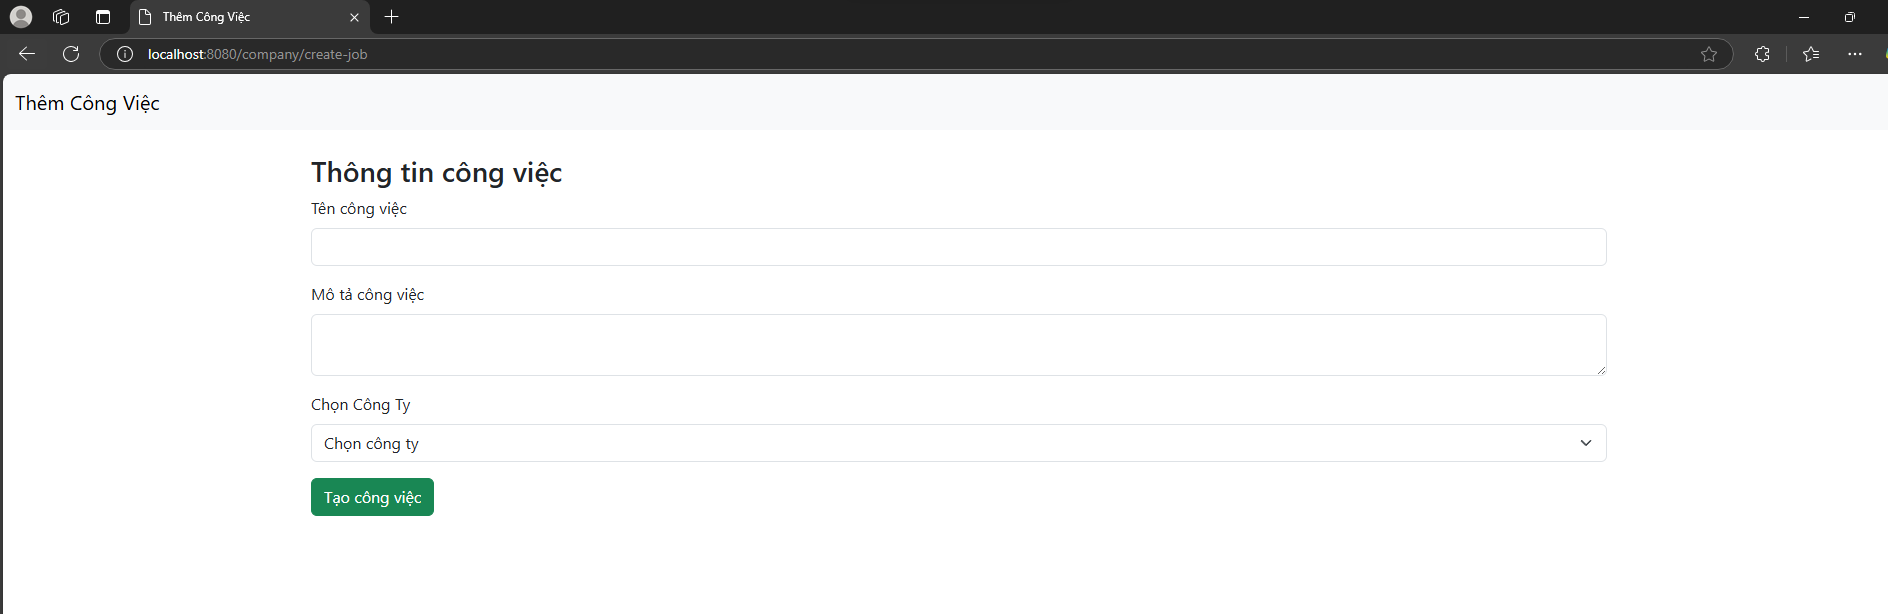 Thêm Công Việc
localhost:8080/company/create-job
Thêm Công Việc
Thông tin công việc
Tên công việc
Mô tả công việc
Chọn Công Ty
Chọn công ty
Tạo công việc